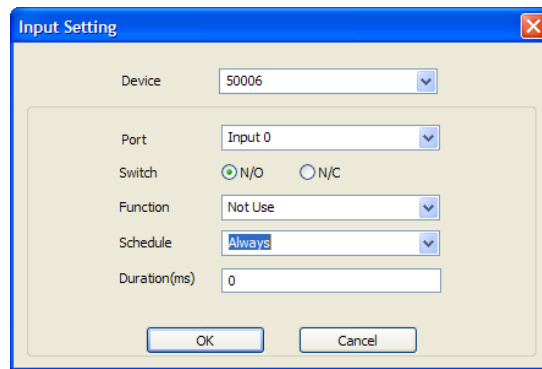 Input Setting
Device 50006
Port Input 0
Switch N/O N/C
Function Not Use
Schedule Always
Duration(ms) 0
OK Cancel